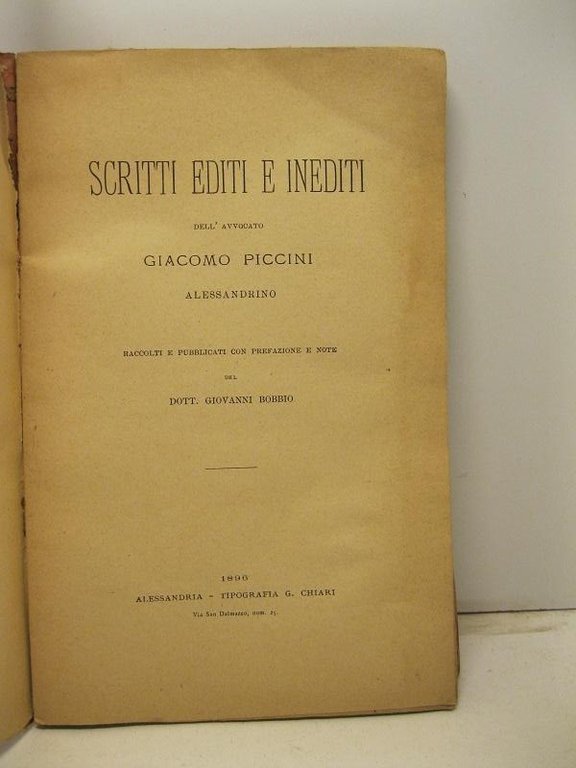 SCRITTI EDITI E INEDITI
DELL' AVVOCATO
GIACOMO PICCINI
ALESSANDRINO
RACCOLTI E PUBBLICATI CON PREFAZIONE E NOTE
DEL
DOTT. GIOVANNI BOBBIO
1896
ALESSANDRIA - TIPOGRAFIA G. CHIARI
Via San Dalmazzo, num. 25.